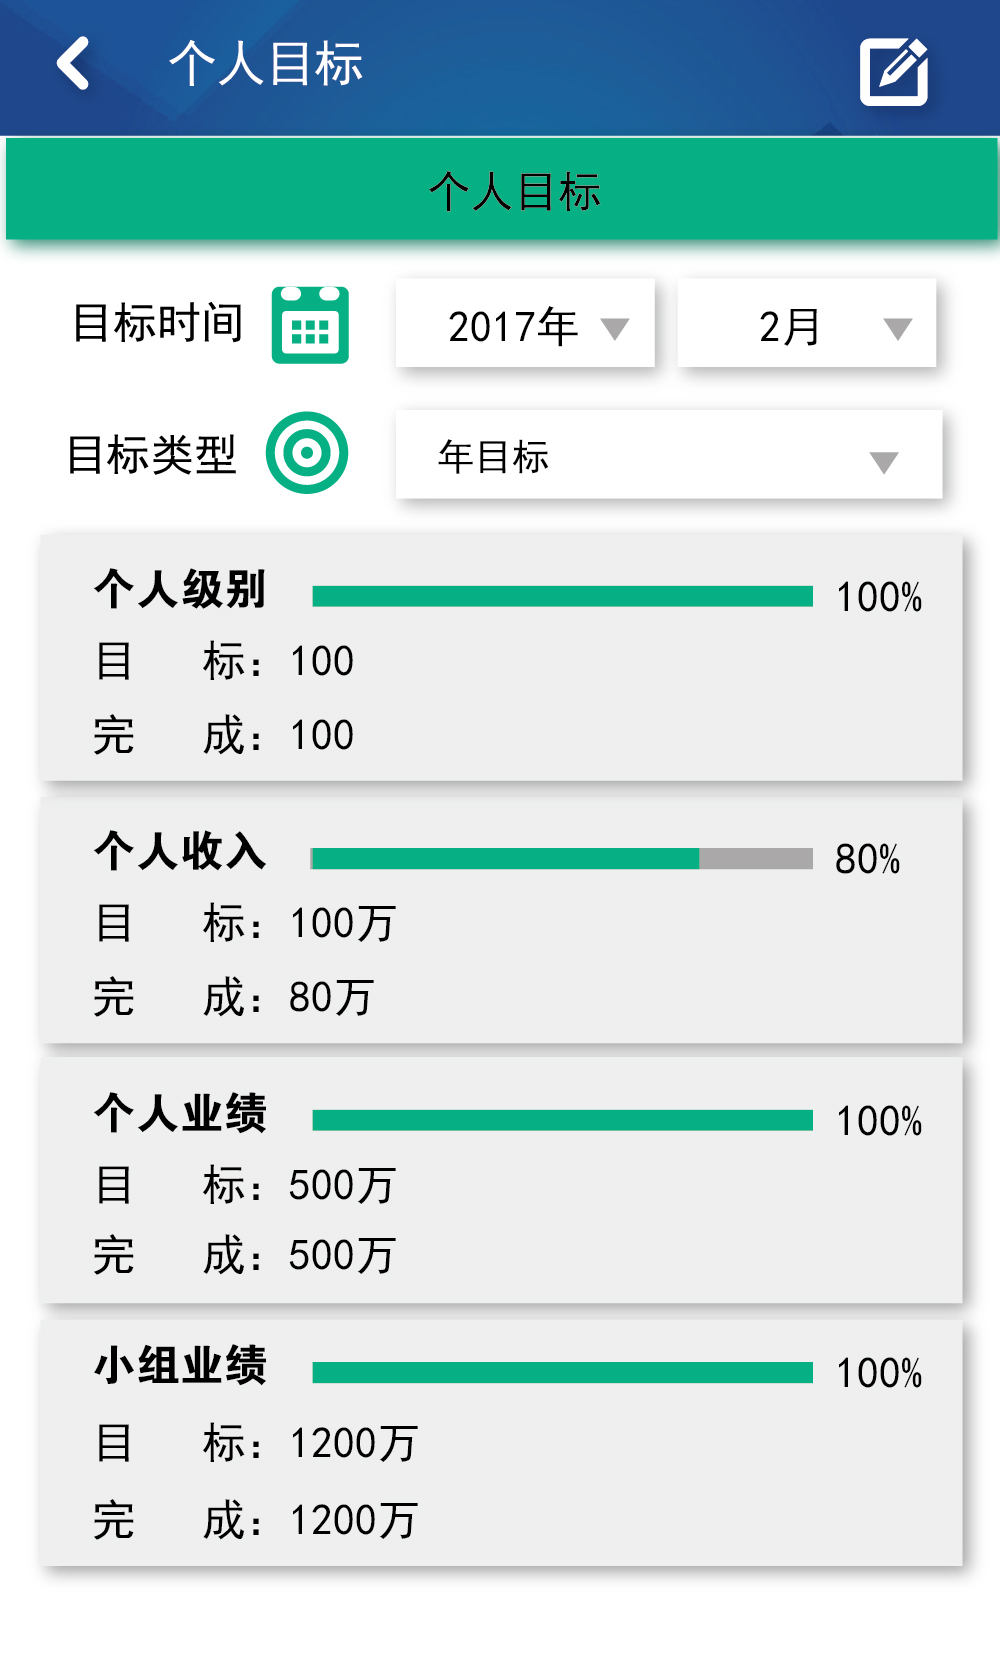 个人目标
个人目标
目标时间 2017年 2月
目标类型 年目标
个人级别 100%
目 标：100
完 成：100
个人收入 80%
目 标：100万
完 成：80万
个人业绩 100%
目 标：500万
完 成：500万
小组业绩 100%
目 标：1200万
完 成：1200万